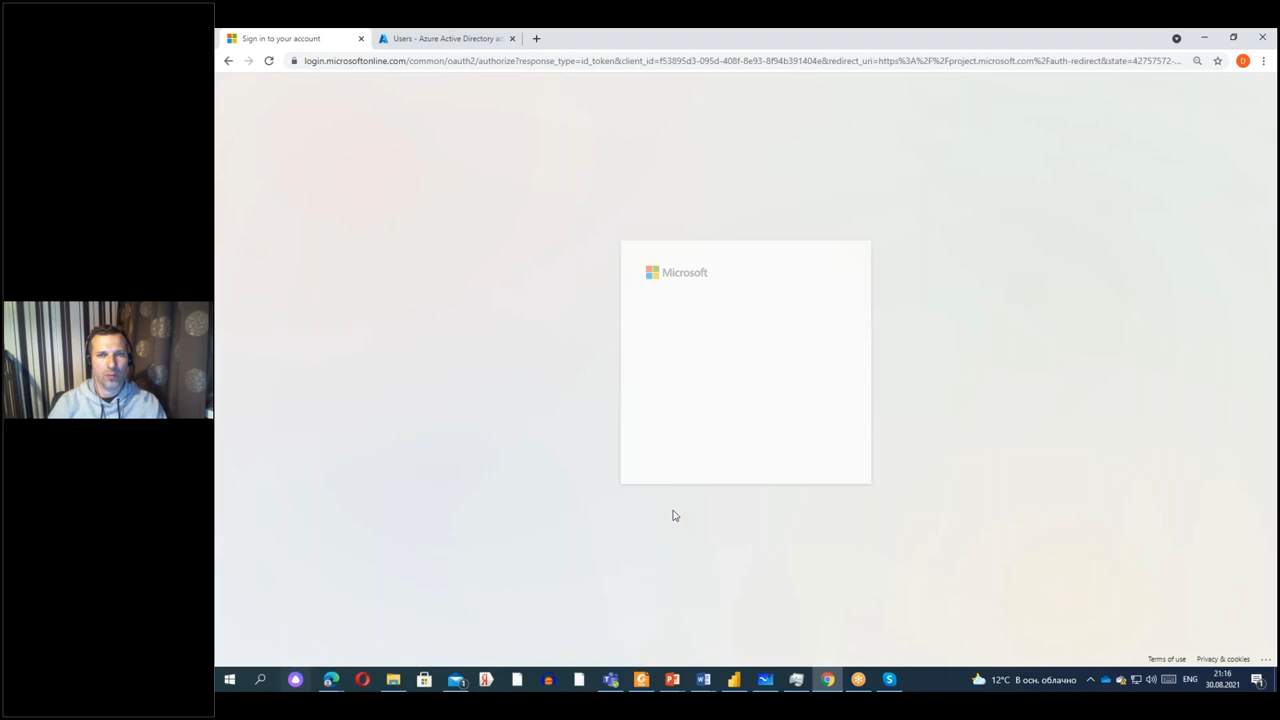 Sign in to your account
Users - Azure Active Directory ac
login.microsoftonline.com/common/oauth2/authorize?response_type=id_token&client_id=f53895d3-095d-408f-8e93-8f94b391404e&redirect_uri=https%3A%2F%2Fproject.microsoft.com%2Fauth-redirect&state=42757572-...
D
Microsoft
Terms of use
Privacy & cookies
...
12°C В осн. облачно
ENG
21:16
30.08.2021